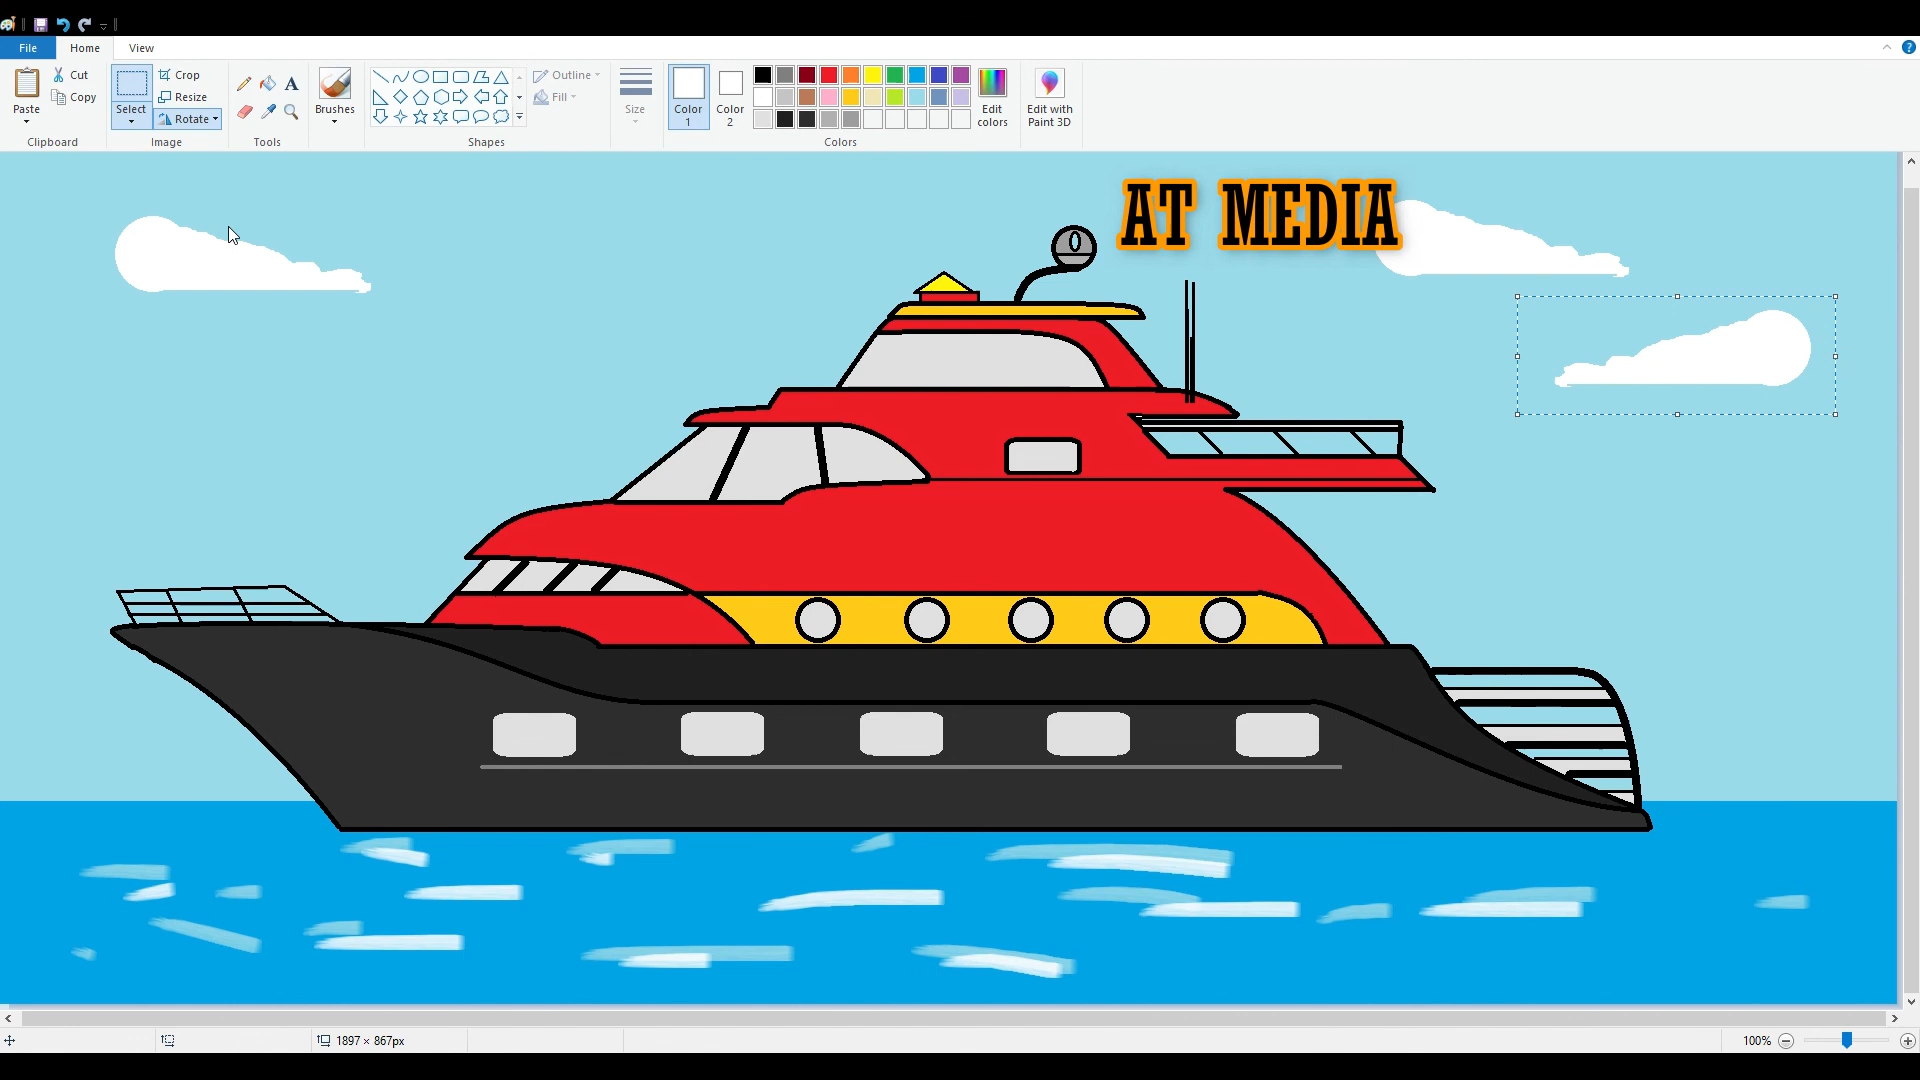 File Home View
Paste
Cut
Copy
Clipboard
Select
Crop
Resize
Rotate
Image
Tools
Brushes
Shapes
Outline
Fill
Size
Color 1
Color 2
Edit colors
Colors
Edit with Paint 3D
AT MEDIA
1897 × 867px
100%